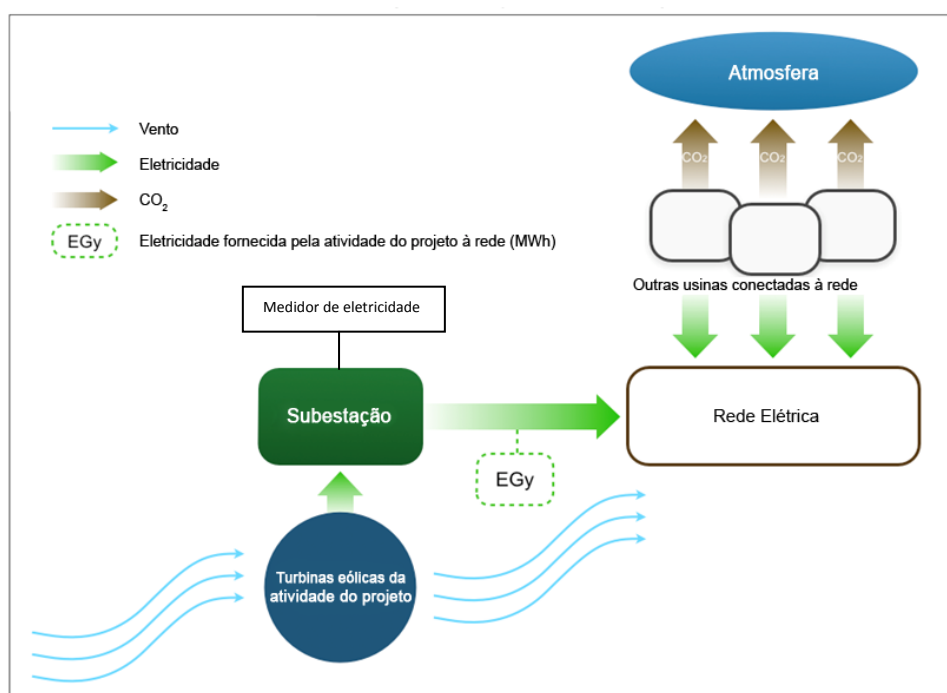 Atmosfera
Vento
Eletricidade
CO₂
EGy
Eletricidade fornecida pela atividade do projeto à rede (MWh)
CO₂
CO₂
CO₂
Outras usinas conectadas à rede
Medidor de eletricidade
Subestação
Rede Elétrica
EGy
Turbinas eólicas da
atividade do projeto